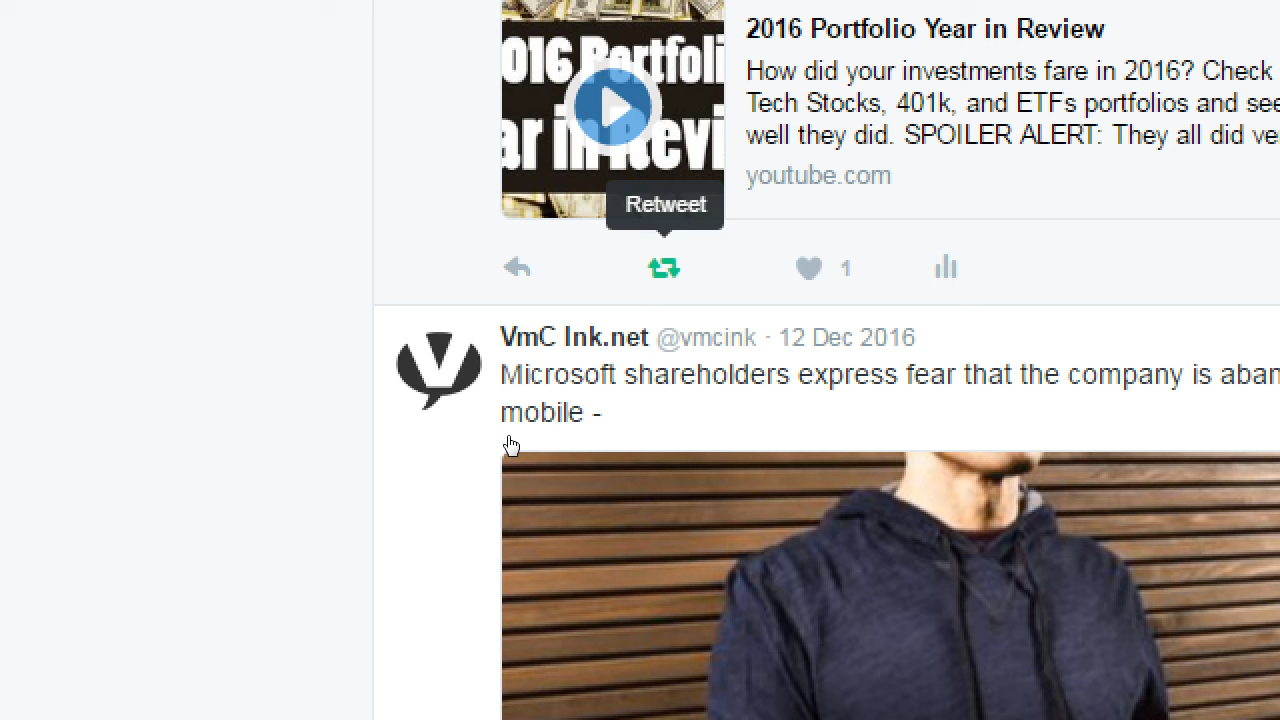 016 Portfoli
ar in Revi
2016 Portfolio Year in Review
How did your investments fare in 2016? Check
Tech Stocks, 401k, and ETFs portfolios and see
well they did. SPOILER ALERT: They all did ve
youtube.com
Retweet
1
VmC Ink.net @vmcink · 12 Dec 2016
Microsoft shareholders express fear that the company is aban
mobile -